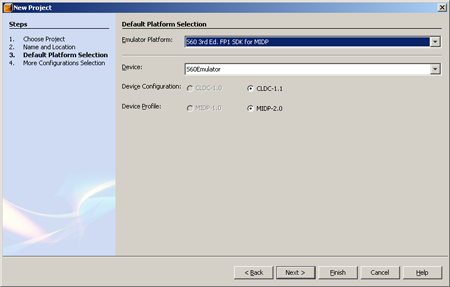 New Project
Steps
1. Choose Project
2. Name and Location
3. Default Platform Selection
4. More Configurations Selection
Default Platform Selection
Emulator Platform: S60 3rd Ed. FP1 SDK for MIDP
Device: S60Emulator
Device Configuration: CLDC-1.0 CLDC-1.1
Device Profile: MIDP-1.0 MIDP-2.0
< Back Next > Finish Cancel Help